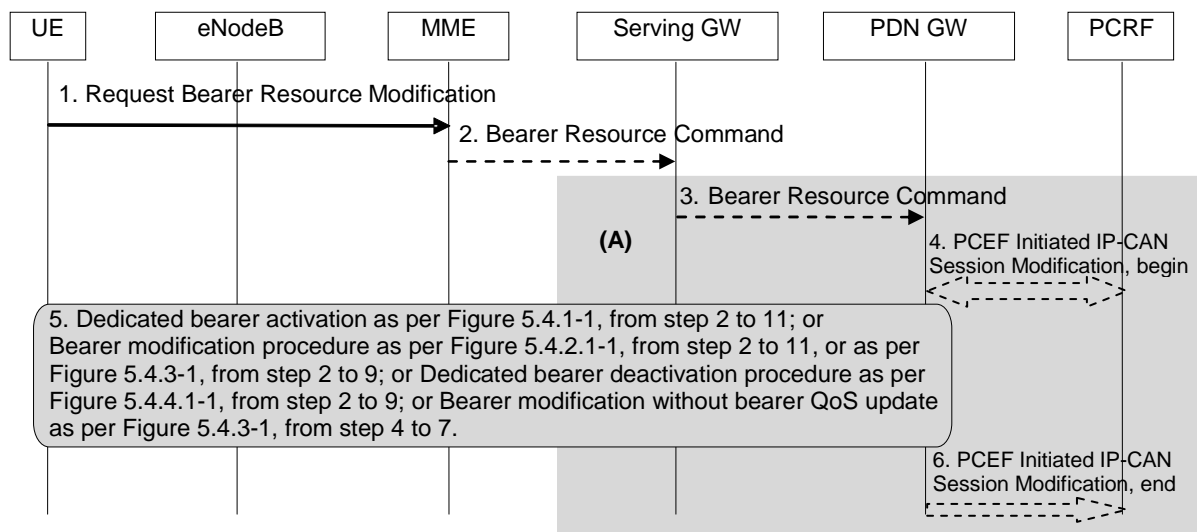 UE
eNodeB
MME
Serving GW
PDN GW
PCRF
1. Request Bearer Resource Modification
2. Bearer Resource Command
3. Bearer Resource Command
(A)
4. PCEF Initiated IP-CAN
Session Modification, begin
5. Dedicated bearer activation as per Figure 5.4.1-1, from step 2 to 11; or
Bearer modification procedure as per Figure 5.4.2.1-1, from step 2 to 11, or as per
Figure 5.4.3-1, from step 2 to 9; or Dedicated bearer deactivation procedure as per
Figure 5.4.4.1-1, from step 2 to 9; or Bearer modification without bearer QoS update
as per Figure 5.4.3-1, from step 4 to 7.
6. PCEF Initiated IP-CAN
Session Modification, end